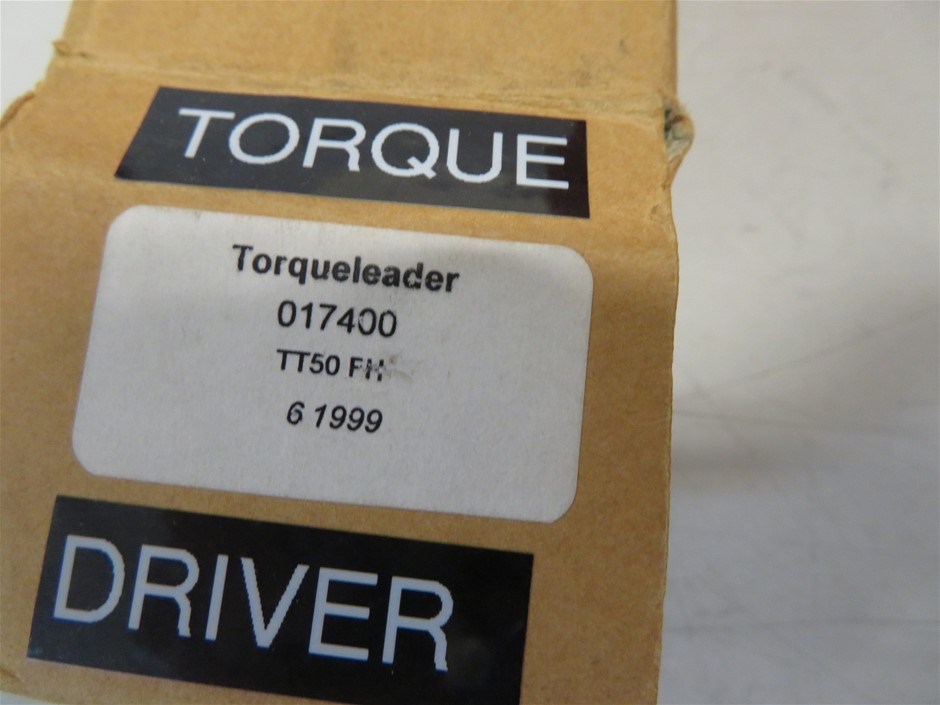 TORQUE
Torqueleader
017400
TT50 FH
6 1999
DRIVER